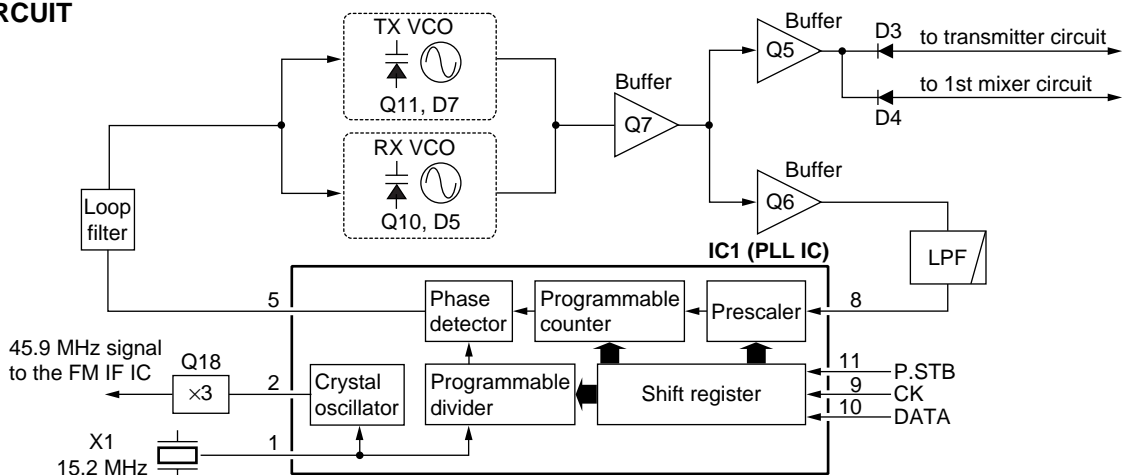 RCUIT
TX VCO
Q11, D7
RX VCO
Q10, D5
Loop
filter
Buffer
Q7
Buffer
Q5
D3
to transmitter circuit
to 1st mixer circuit
D4
Buffer
Q6
LPF
IC1 (PLL IC)
5
Phase
detector
Programmable
counter
Prescaler
8
45.9 MHz signal
to the FM IF IC
Q18
×3
2
Crystal
oscillator
Programmable
divider
Shift register
11
P.STB
9
CK
10
DATA
X1
15.2 MHz
1